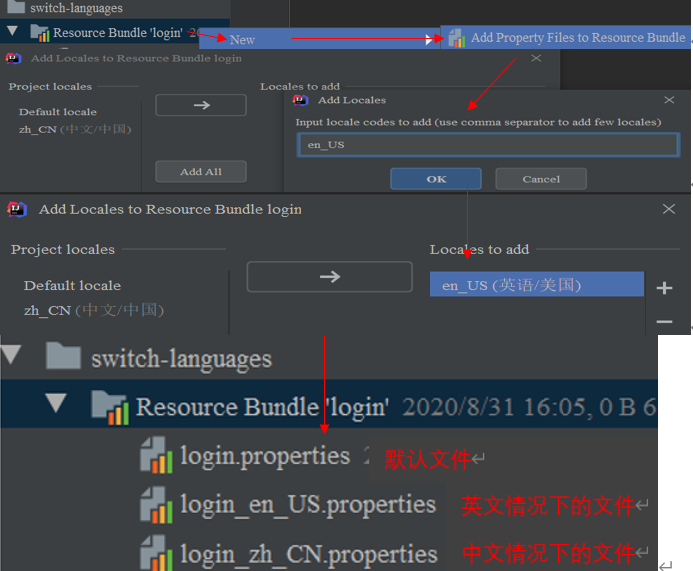 switch-languages
Resource Bundle 'login'
New
Add Property Files to Resource Bundle
Add Locales to Resource Bundle login
Project locales
Locales to add
Default locale
zh_CN (中文/中国)
Add All
Add Locales
Input locale codes to add (use comma separator to add few locales)
en_US
OK
Cancel
Add Locales to Resource Bundle login
Project locales
Locales to add
Default locale
zh_CN (中文/中国)
en_US (英语/美国)
switch-languages
Resource Bundle 'login' 2020/8/31 16:05, 0 B 6
login.properties 默认文件
login_en_US.properties 英文情况下的文件
login_zh_CN.properties 中文情况下的文件